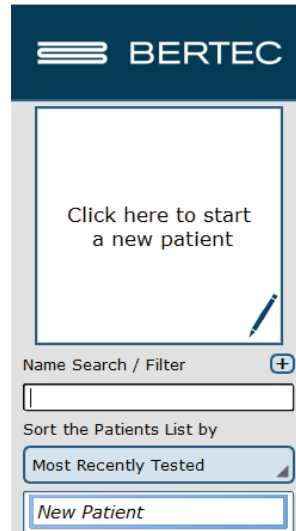 BERTEC
Click here to start
a new patient
Name Search / Filter
Sort the Patients List by
Most Recently Tested
New Patient